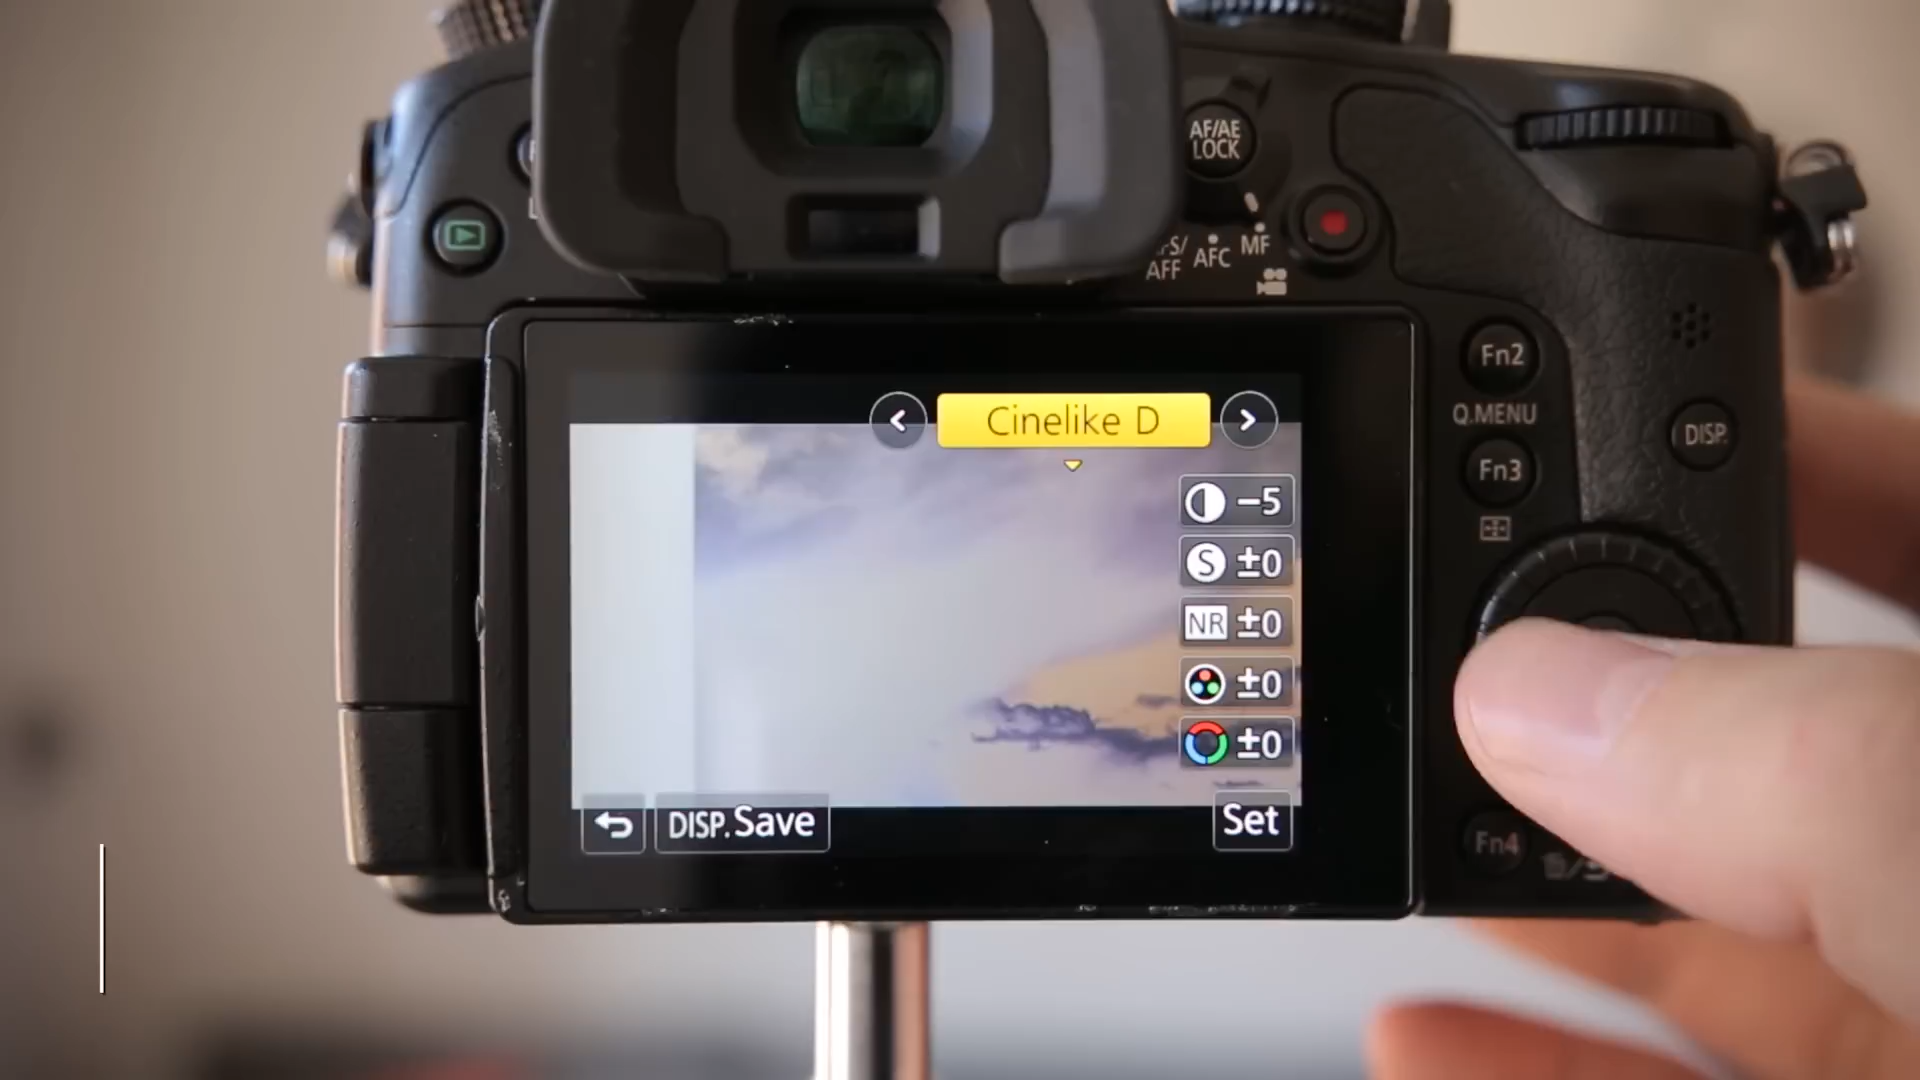 AF/AE
LOCK
AFF AFC MF
Fn2
Q.MENU
Fn3
DISP.
Fn4
Cinelike D
−5
S ±0
NR ±0
±0
±0
DISP. Save
Set